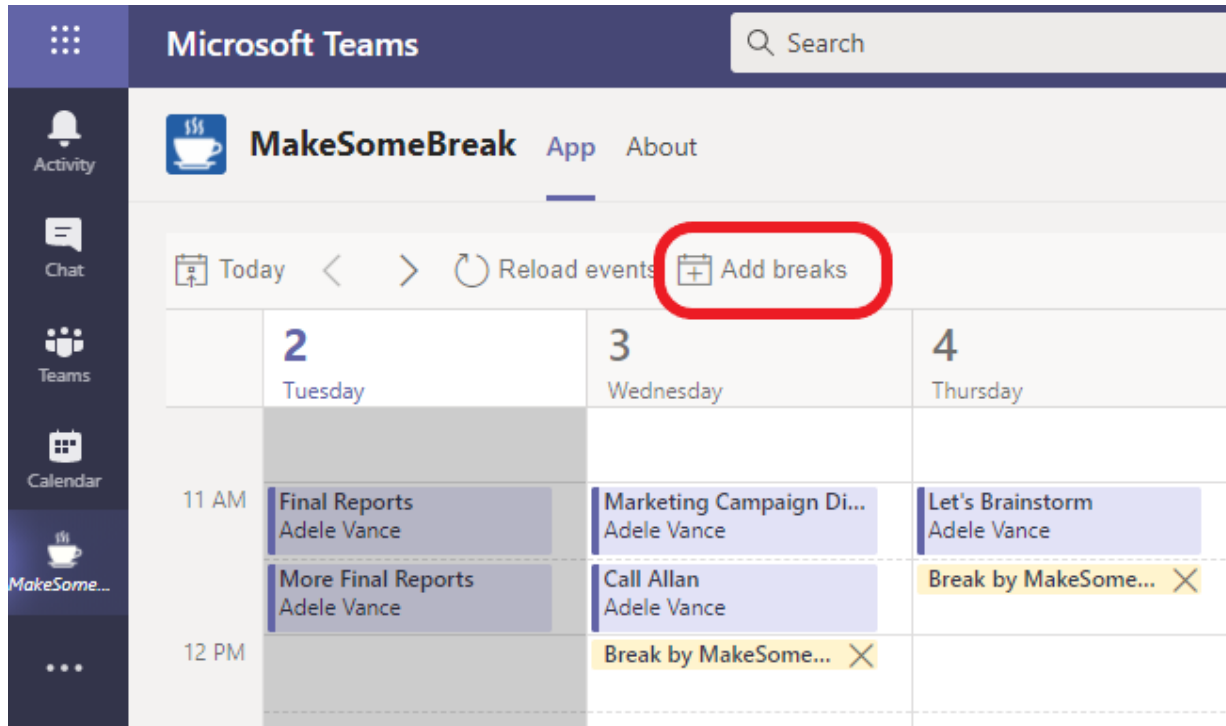 Microsoft Teams
Search
Activity
Chat
Teams
Calendar
MakeSome...
MakeSomeBreak App About
Today Reload events Add breaks
2 3 4
Tuesday Wednesday Thursday
11 AM
Final Reports Marketing Campaign Di... Let's Brainstorm
Adele Vance Adele Vance Adele Vance
More Final Reports Call Allan Break by MakeSome...
Adele Vance Adele Vance
12 PM Break by MakeSome...